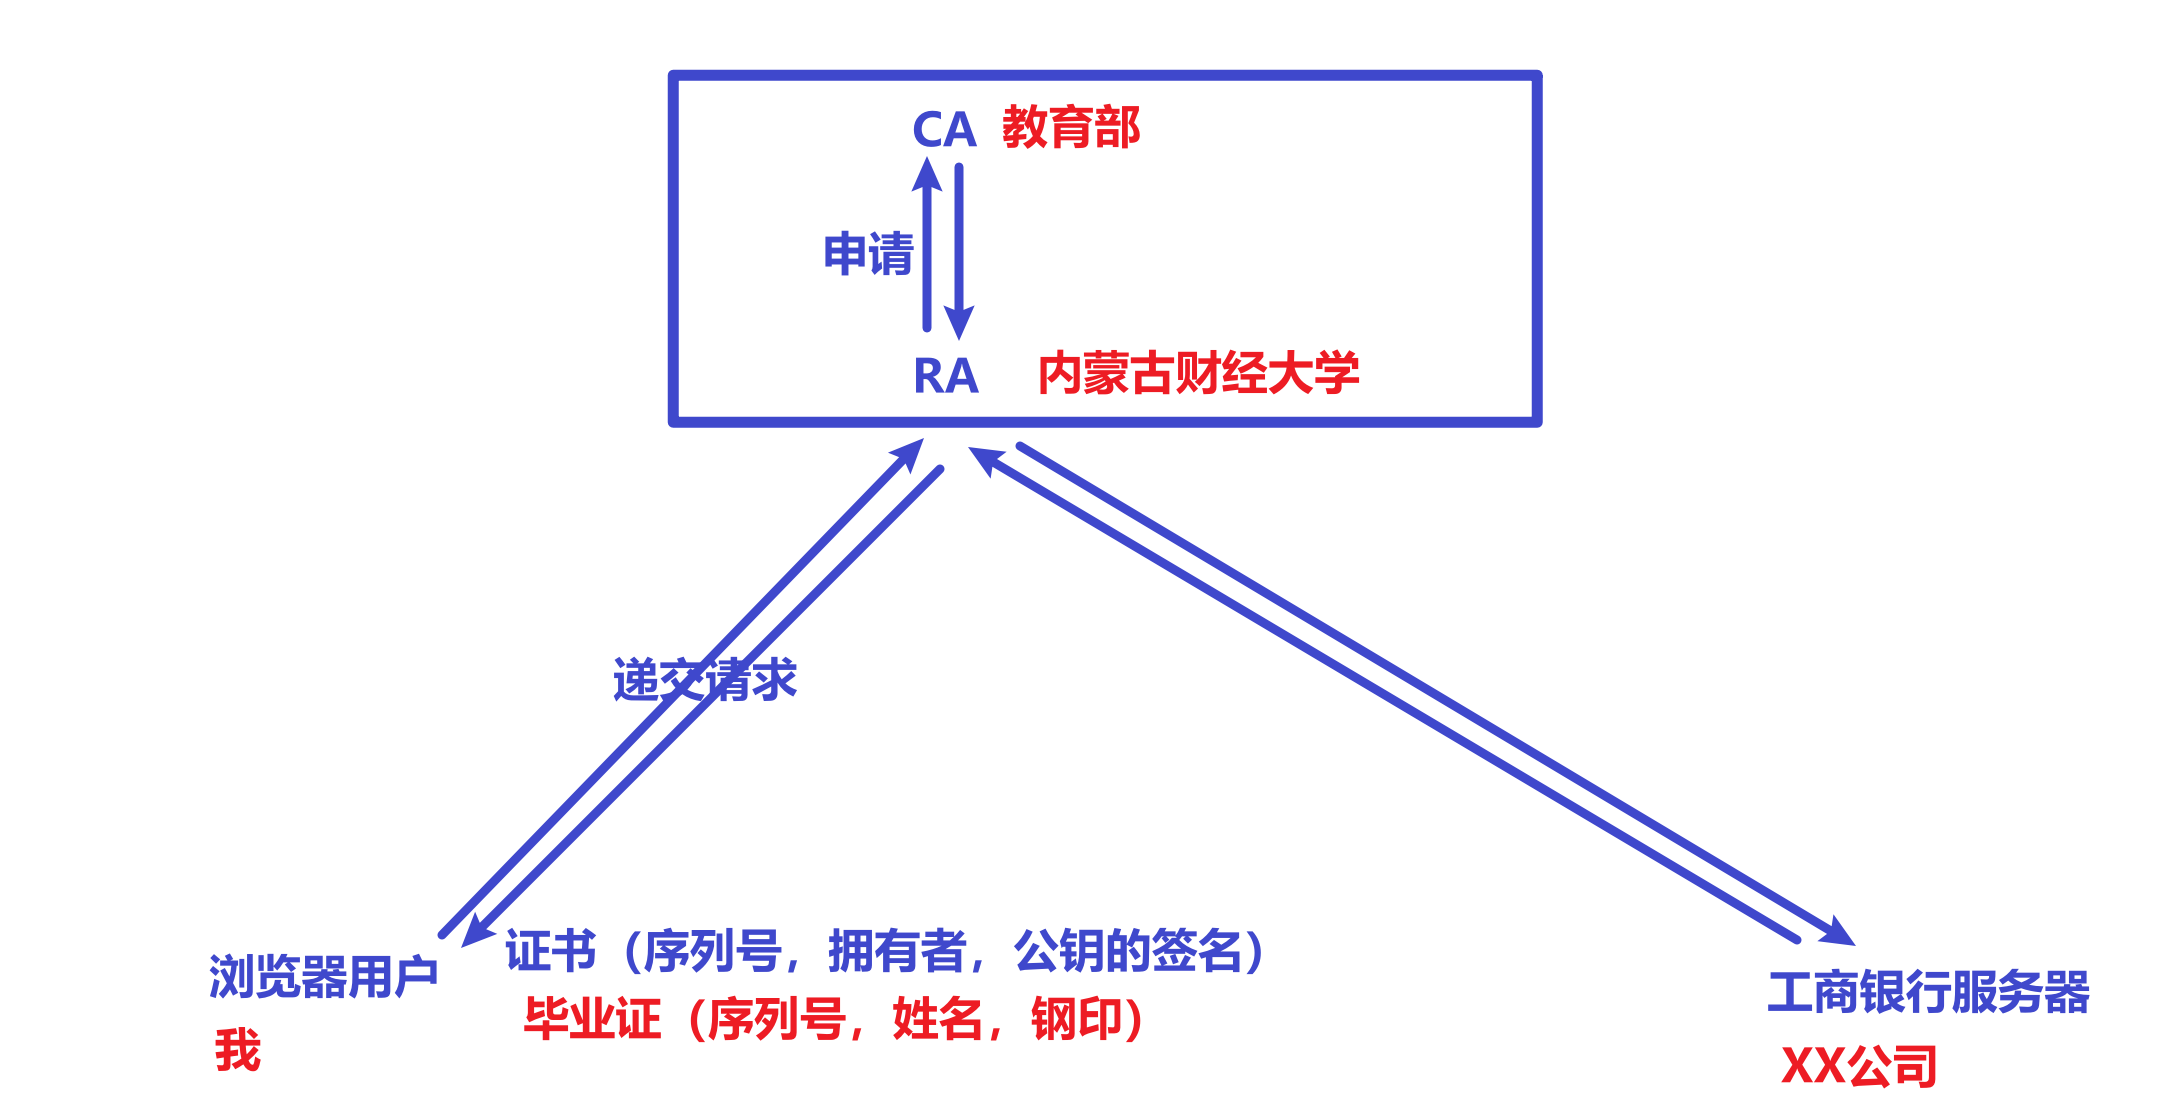 CA 教育部
申请
RA 内蒙古财经大学
递交请求
证书（序列号，拥有者，公钥的签名）
浏览器用户
工商银行服务器
毕业证（序列号，姓名，钢印）
我
XX公司